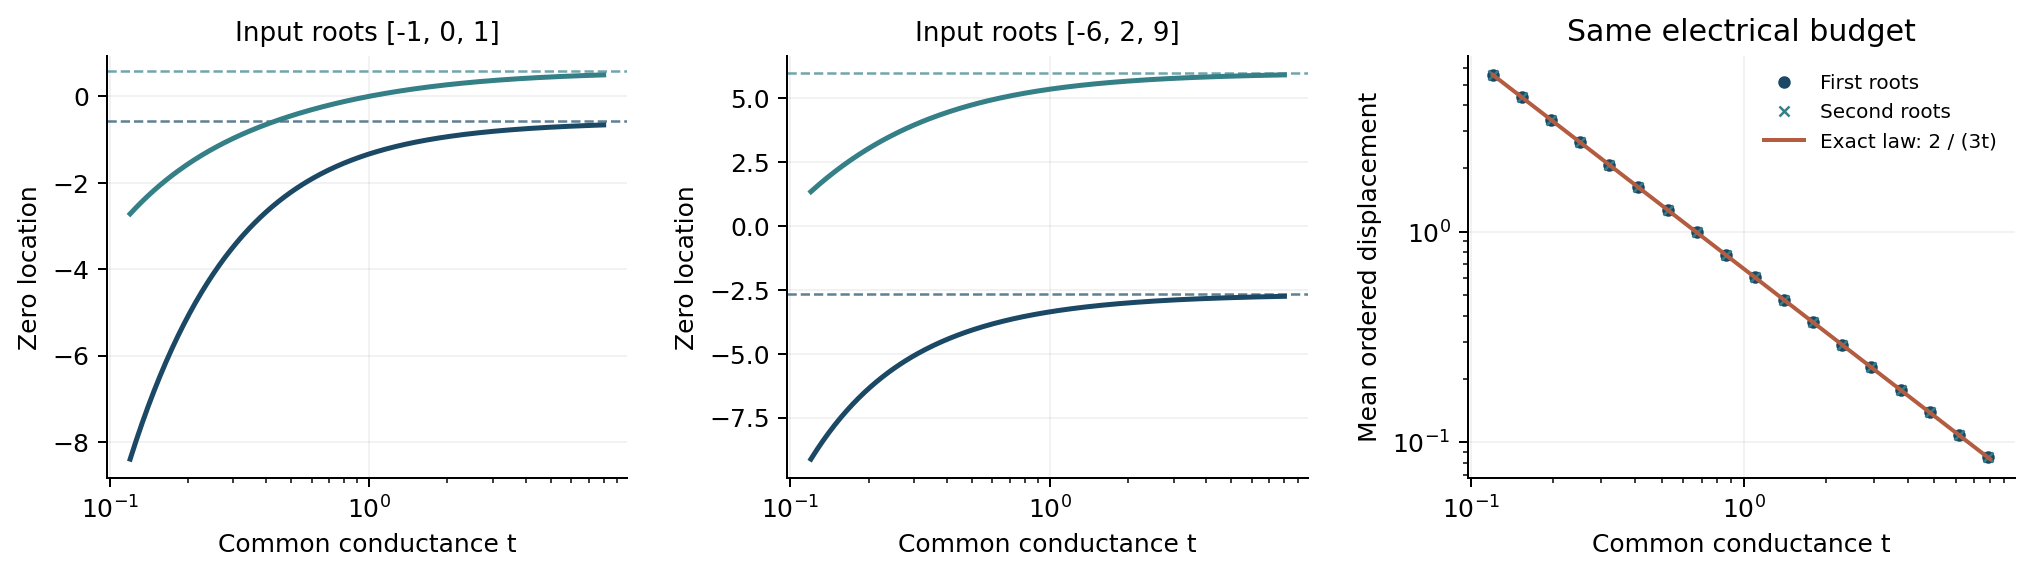 Input roots [-1, 0, 1]
0
−2
−4
−6
−8
Zero location
10⁻¹
10⁰
Common conductance t
Input roots [-6, 2, 9]
5.0
2.5
0.0
−2.5
−5.0
−7.5
Zero location
10⁻¹
10⁰
Common conductance t
Same electrical budget
First roots
Second roots
Exact law: 2 / (3t)
10⁰
10⁻¹
Mean ordered displacement
10⁻¹
10⁰
Common conductance t